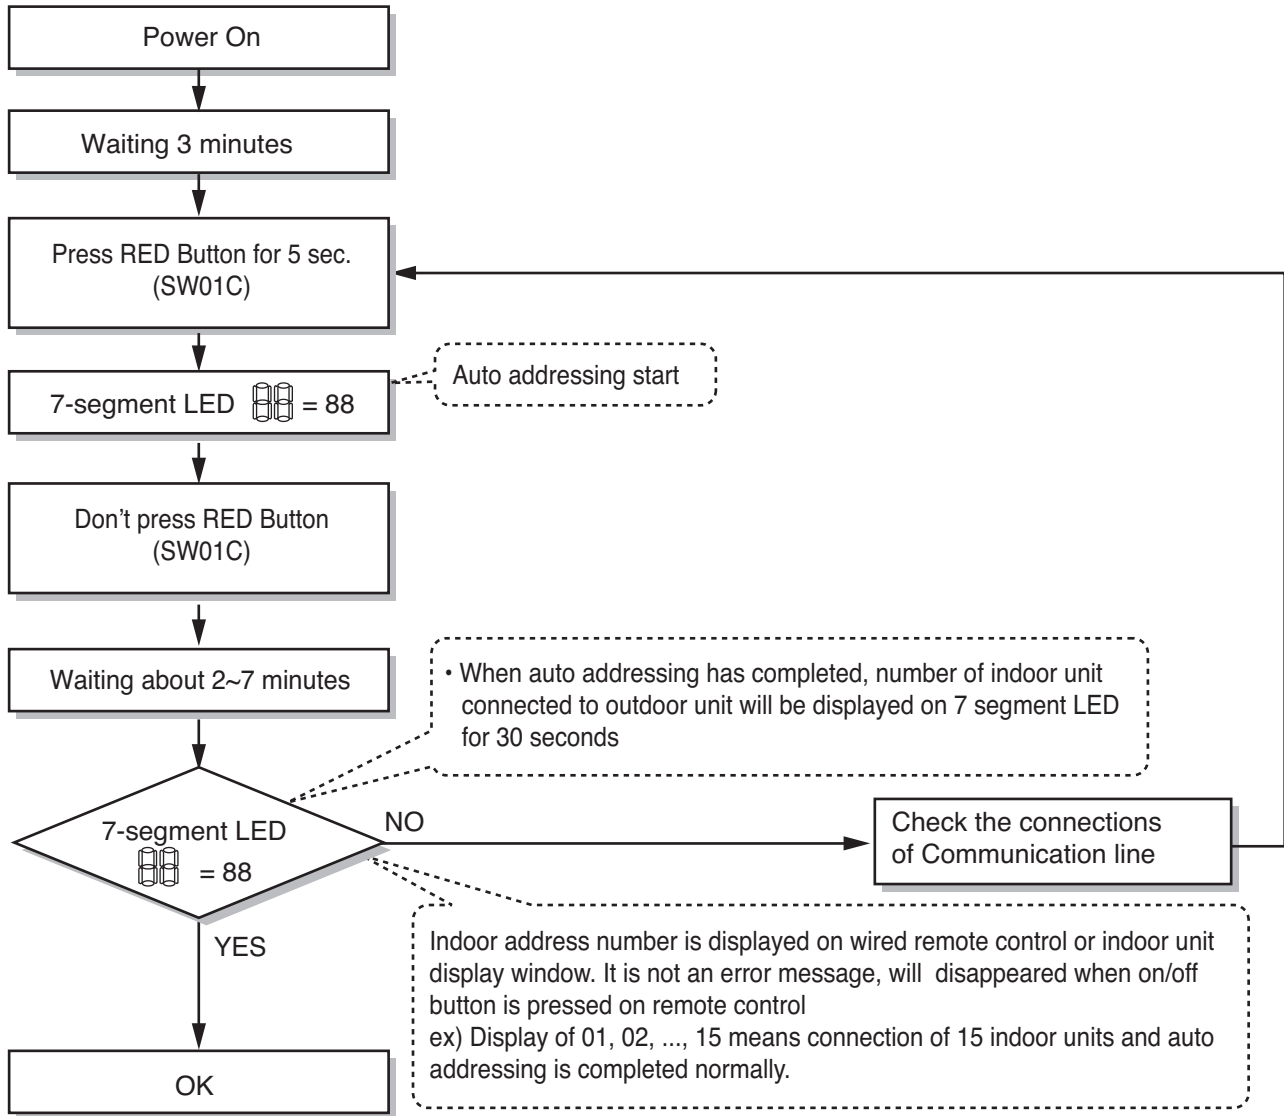 Power On
Waiting 3 minutes
Press RED Button for 5 sec.
(SW01C)
7-segment LED 88 = 88
Auto addressing start
Don't press RED Button
(SW01C)
Waiting about 2~7 minutes
• When auto addressing has completed, number of indoor unit
connected to outdoor unit will be displayed on 7 segment LED
for 30 seconds
7-segment LED
88 = 88
NO
Check the connections
of Communication line
YES
Indoor address number is displayed on wired remote control or indoor unit
display window. It is not an error message, will disappeared when on/off
button is pressed on remote control
ex) Display of 01, 02, ..., 15 means connection of 15 indoor units and auto
addressing is completed normally.
OK